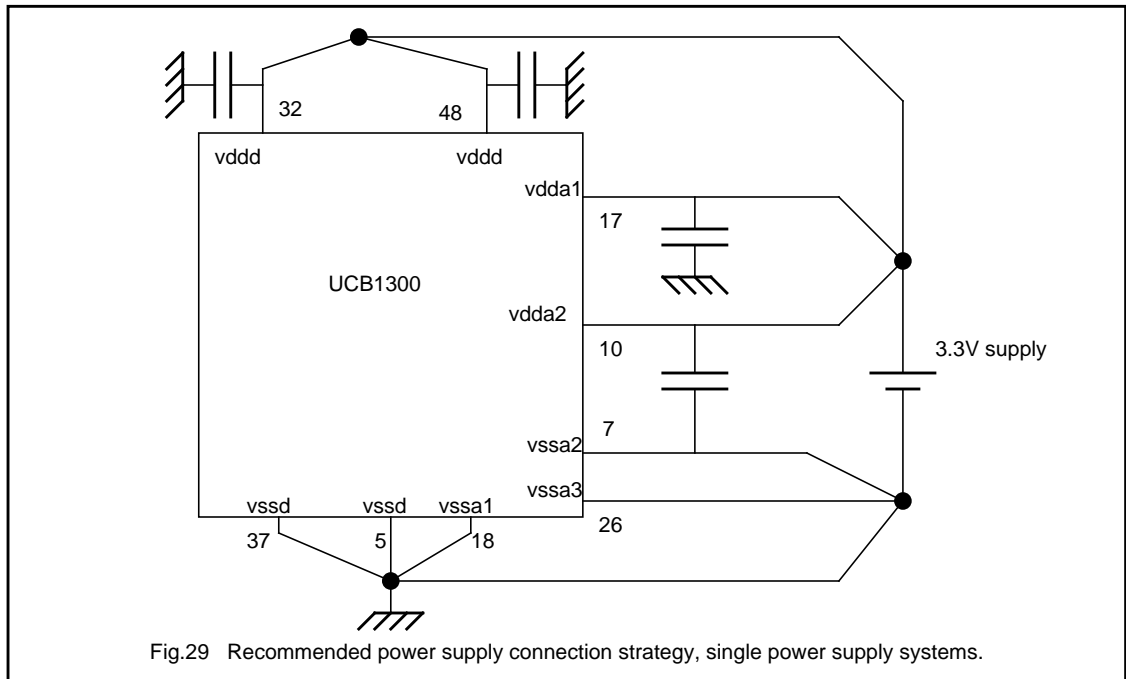 32
48
vddd
vddd
vdda1
17
UCB1300
vdda2
10
3.3V supply
7
vssa2
vssa3
vssd
vssd
vssa1
26
37
5
18
Fig.29 Recommended power supply connection strategy, single power supply systems.